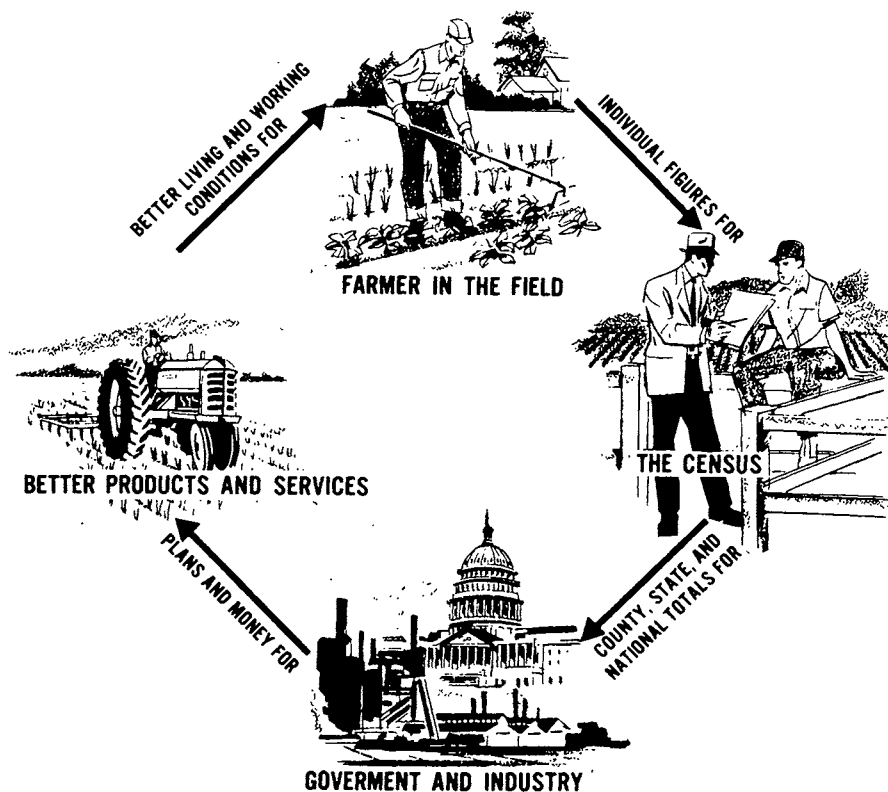 BETTER LIVING AND WORKING
CONDITIONS FOR
INDIVIDUAL FIGURES FOR
FARMER IN THE FIELD
THE CENSUS
BETTER PRODUCTS AND SERVICES
COUNTY, STATE, AND
NATIONAL TOTALS FOR
PLANS AND MONEY FOR
GOVERMENT AND INDUSTRY